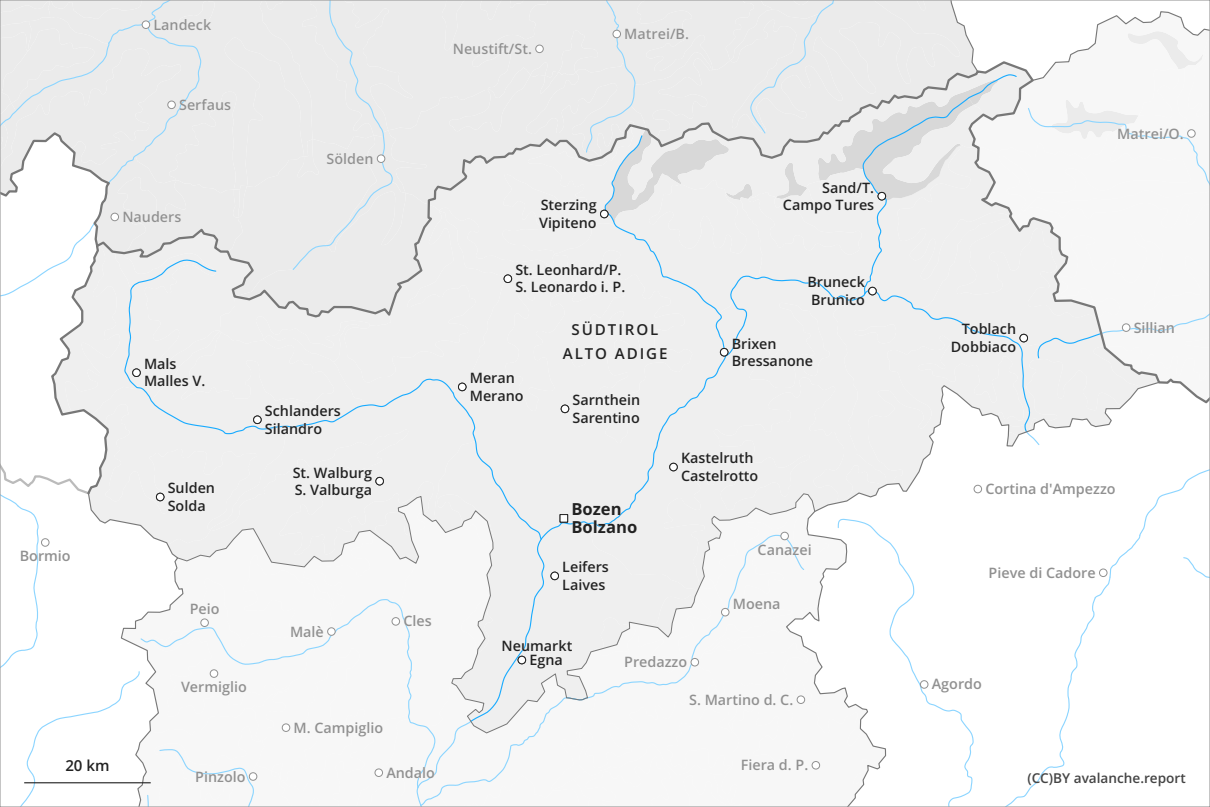 Landeck
Matrei/B.
Neustift/St.
Serfaus
Matrei/O.
Sölden
Sand/T.
Campo Tures
Nauders
Sterzing
Vipiteno
St. Leonhard/P.
S. Leonardo i. P.
Bruneck
Brunico
SÜDTIROL
ALTO ADIGE
Toblach
Dobbiaco
Sillian
Brixen
Bressanone
Mals
Malles V.
Meran
Merano
Sarnthein
Sarentino
Schlanders
Silandro
Kastelruth
Castelrotto
St. Walburg
S. Valburga
Sulden
Solda
Cortina d'Ampezzo
Bozen
Bolzano
Bormio
Canazei
Leifers
Laives
Pieve di Cadore
Peio
Moena
Malè
Cles
Neumarkt
Egna
Predazzo
Vermiglio
Agordo
S. Martino d. C.
M. Campiglio
20 km
Pinzolo
Andalo
Fiera d. P.
(CC)BY avalanche.report